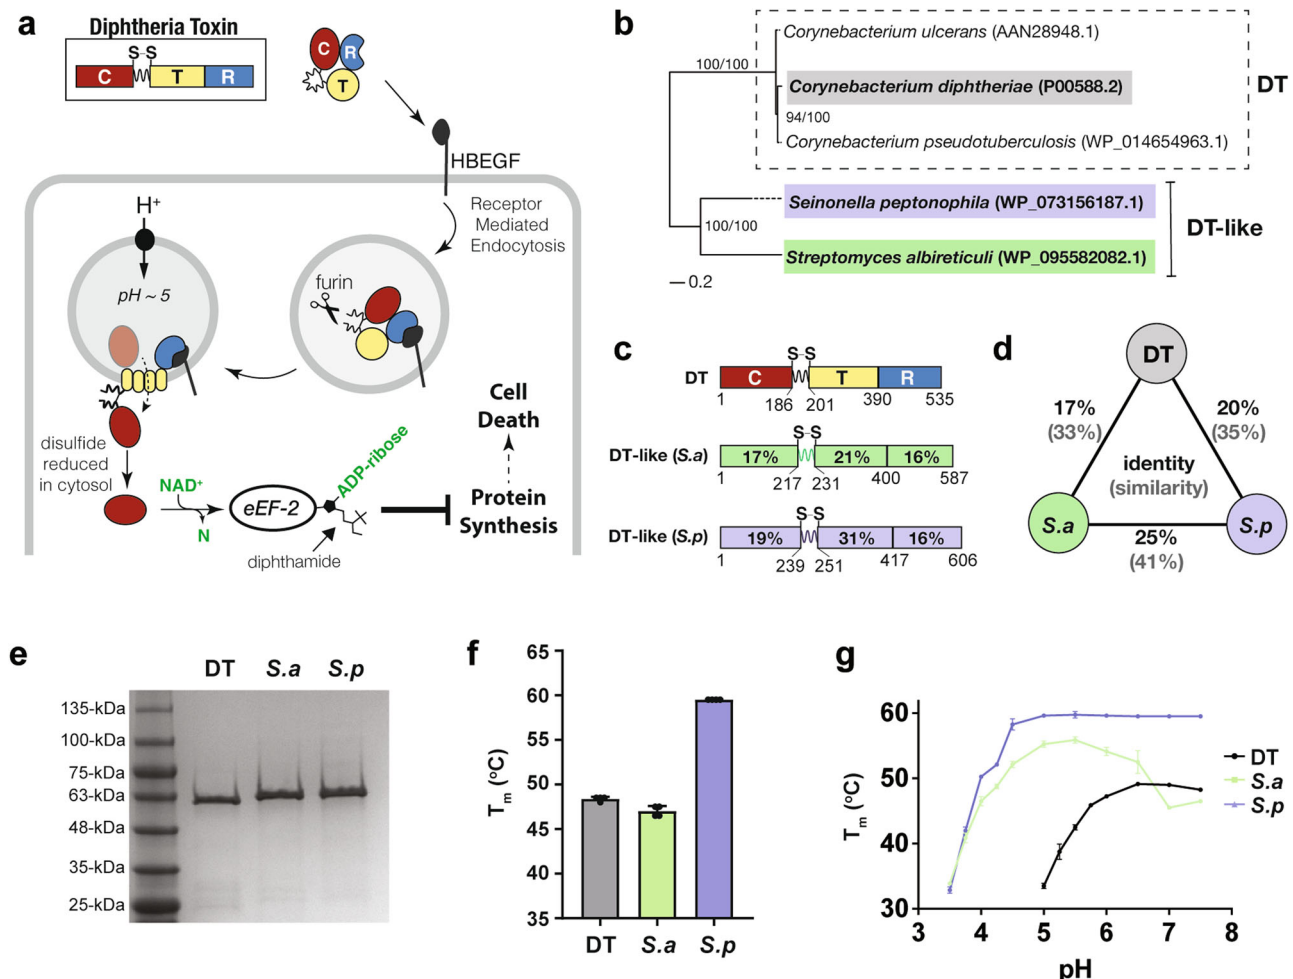 a
Diphtheria Toxin
S-S
C
T
R
C
R
T
HBEGF
Receptor
Mediated
Endocytosis
H+
pH ~ 5
furin
disulfide
reduced
in cytosol
NAD+
N
eEF-2
ADP-ribose
diphthamide
Cell
Death
Protein
Synthesis
b
Corynebacterium ulcerans (AAN28948.1)
100/100
Corynebacterium diphtheriae (P00588.2)
DT
94/100
Corynebacterium pseudotuberculosis (WP_014654963.1)
Seinonella peptonophila (WP_073156187.1)
100/100
DT-like
Streptomyces albireticuli (WP_095582082.1)
0.2
c
S-S
DT
C
T
R
1
186
201
390
535
S-S
DT-like (S.a)
17%
21%
16%
1
217
231
400
587
S-S
DT-like (S.p)
19%
31%
16%
1
239
251
417
606
d
DT
17%
(33%)
20%
(35%)
identity
(similarity)
S.a
S.p
25%
(41%)
e
DT
S.a
S.p
135-kDa
100-kDa
75-kDa
63-kDa
48-kDa
35-kDa
25-kDa
f
65
60
55
50
45
40
35
Tm (oC)
DT
S.a
S.p
g
60
50
40
30
Tm (oC)
3
4
5
6
7
8
pH
DT
S.a
S.p